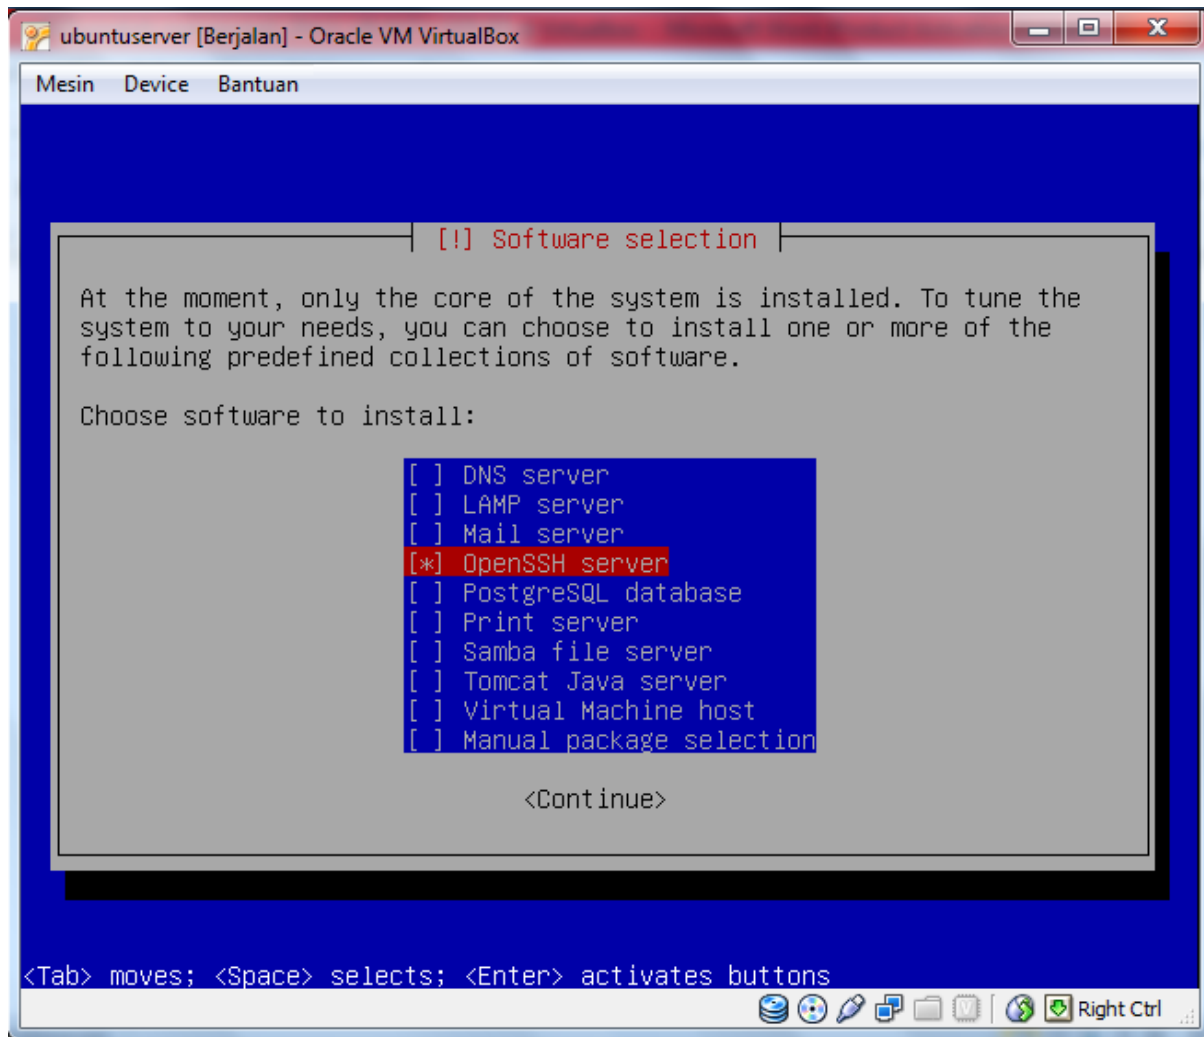 ubuntuserver [Berjalan] - Oracle VM VirtualBox
Mesin Device Bantuan
[!] Software selection
At the moment, only the core of the system is installed. To tune the
system to your needs, you can choose to install one or more of the
following predefined collections of software.
Choose software to install:
[ ] DNS server
[ ] LAMP server
[ ] Mail server
[*] OpenSSH server
[ ] PostgreSQL database
[ ] Print server
[ ] Samba file server
[ ] Tomcat Java server
[ ] Virtual Machine host
[ ] Manual package selection
<Continue>
<Tab> moves; <Space> selects; <Enter> activates buttons
Right Ctrl